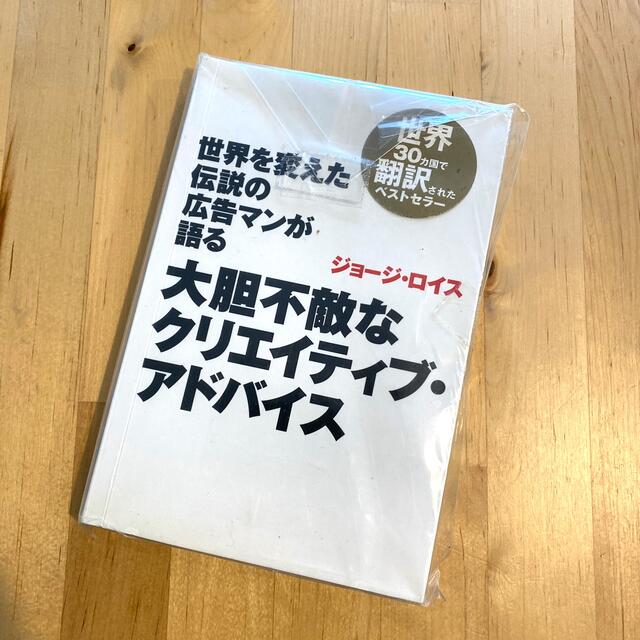 世界を変えた
伝説の
広告マンが
語る
世界
30カ国で
翻訳された
ベストセラー
ジョージ・ロイス
大胆不敵な
クリエイティブ・
アドバイス